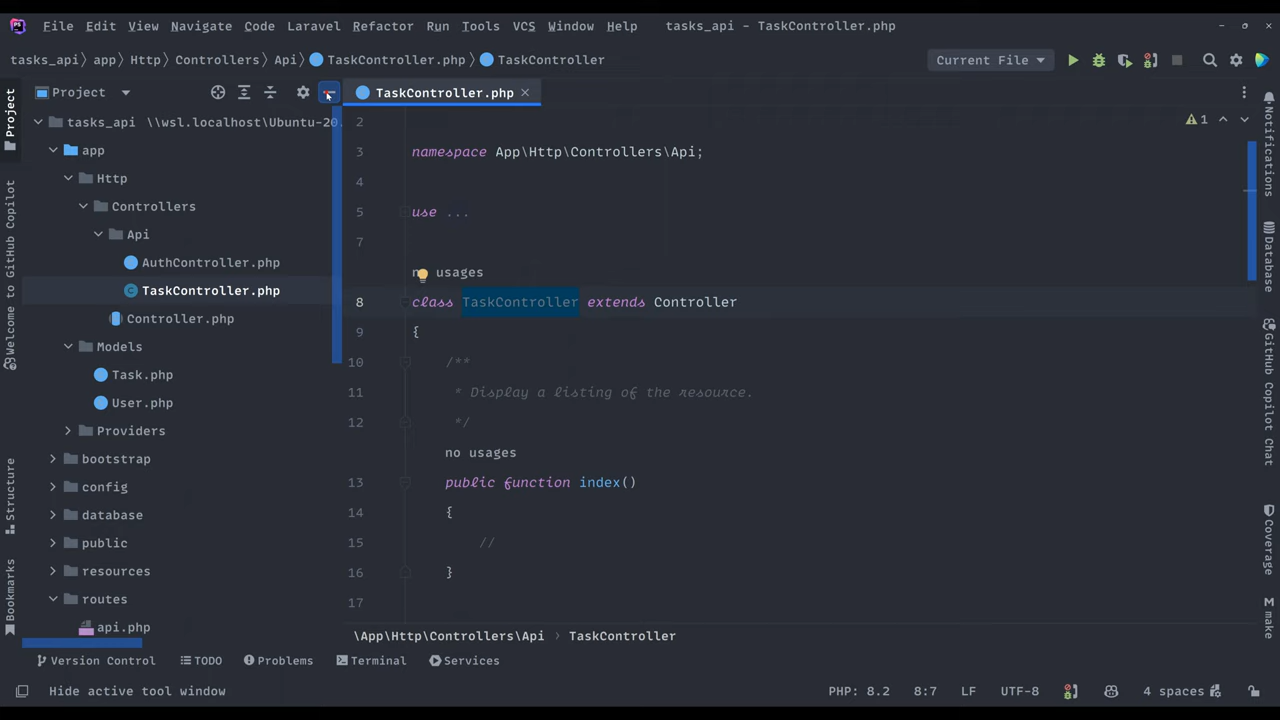 File Edit View Navigate Code Laravel Refactor Run Tools VCS Window Help tasks_api - TaskController.php
tasks_api app Http Controllers Api TaskController.php TaskController Current File
Project
TaskController.php
tasks_api \\wsl.localhost\Ubuntu-20.
app
Http
Controllers
Api
AuthController.php
TaskController.php
Controller.php
Models
Task.php
User.php
Providers
bootstrap
config
database
public
resources
routes
api.php
2
3 namespace App\Http\Controllers\Api;
4
5 use ...
7
usages
8 class TaskController extends Controller
9 {
10 /**
11 * Display a listing of the resource.
12 */
no usages
13 public function index()
14 {
15 //
16 }
17
\App\Http\Controllers\Api › TaskController
1
Project
Welcome to GitHub Copilot
Structure
Bookmarks
Notifications
Database
GitHub Copilot Chat
Coverage
make
Version Control TODO Problems Terminal Services
Hide active tool window PHP: 8.2 8:7 LF UTF-8 4 spaces